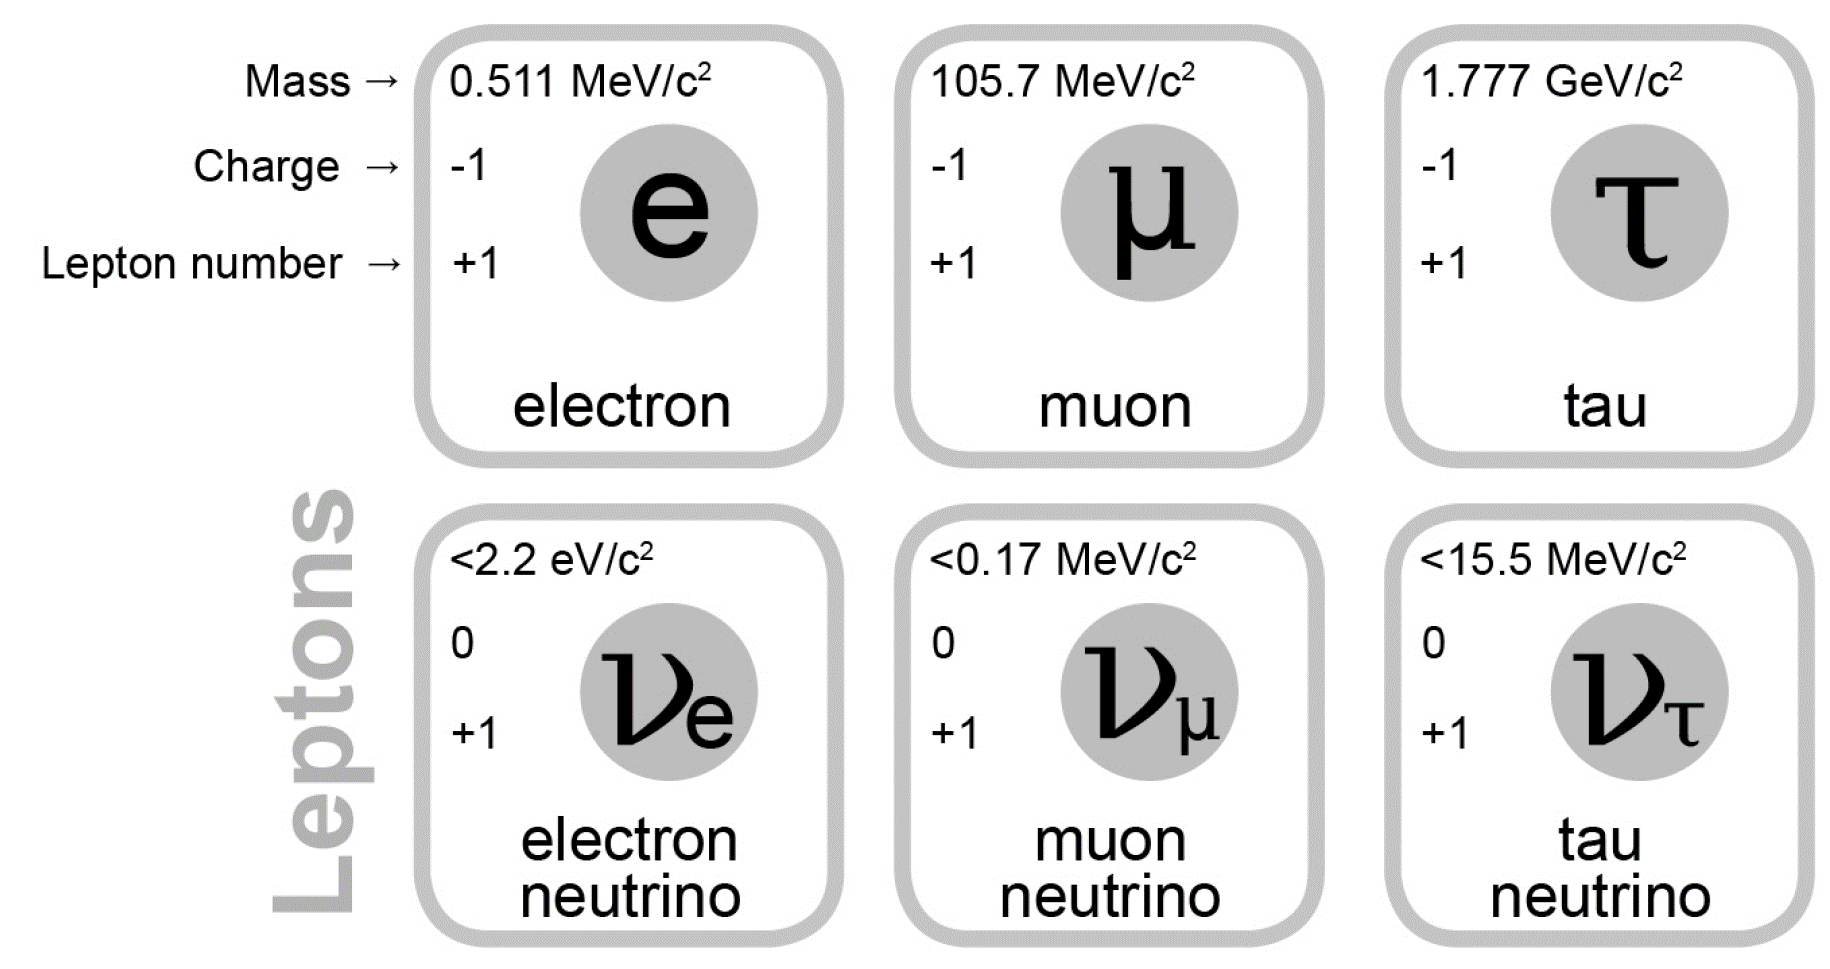 Mass →
0.511 MeV/c²
Charge →
-1
Lepton number →
+1
e
electron
105.7 MeV/c²
-1
+1
µ
muon
1.777 GeV/c²
-1
+1
τ
tau
Leptons
<2.2 eV/c²
0
+1
νe
electron
neutrino
<0.17 MeV/c²
0
+1
νµ
muon
neutrino
<15.5 MeV/c²
0
+1
ντ
tau
neutrino